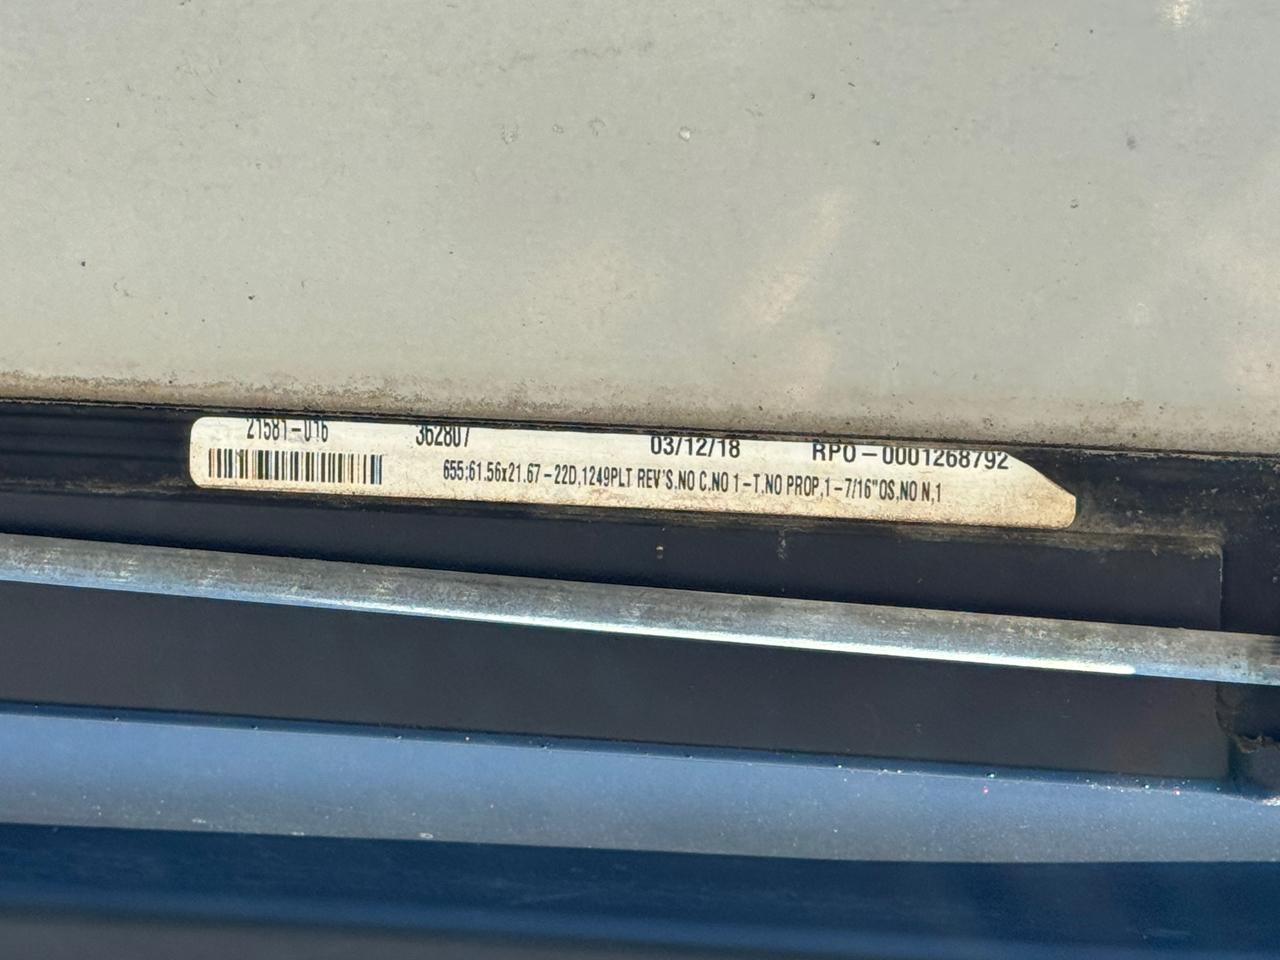 21581-016 362807 03/12/18 RPO-0001268792
655:61.56x21.67-22D,1249PLT REV'S.NO C.NO 1-T.NO PROP,1-7/16"OS,NO N,1